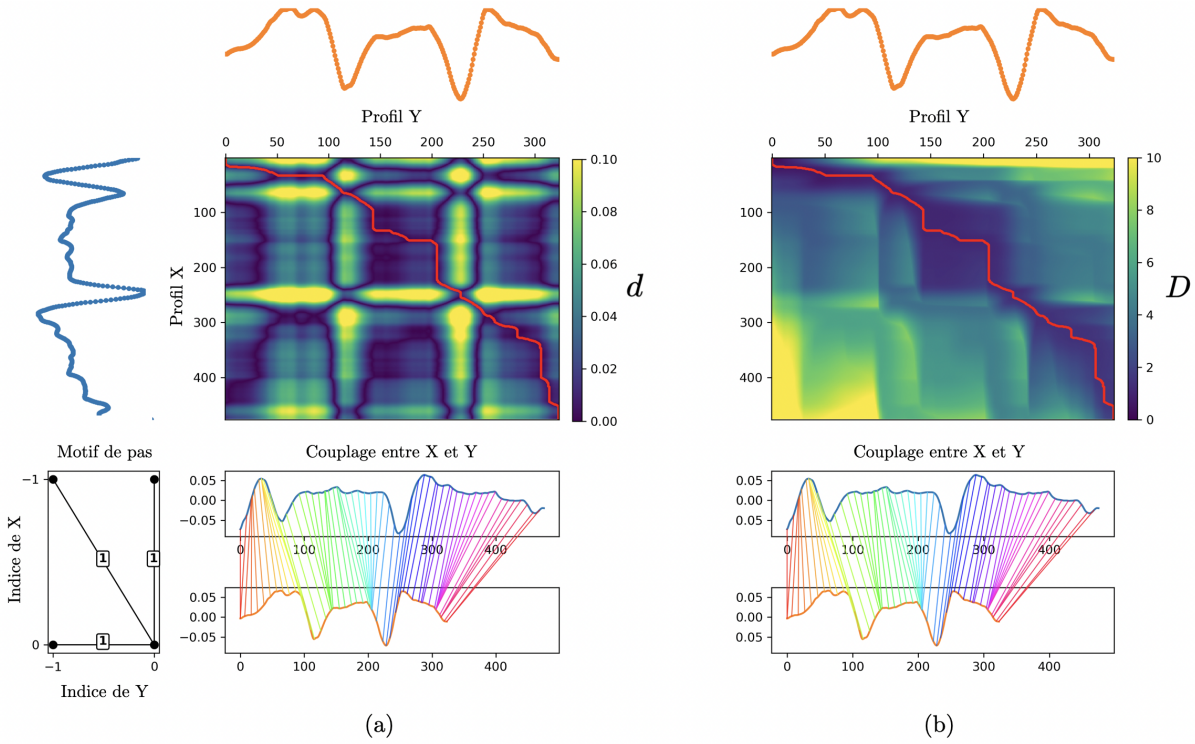 Profil Y
Profil Y
0 50 100 150 200 250 300
0 50 100 150 200 250 300
Profil X
100
200
300
400
0.10
0.08
0.06
0.04
0.02
0.00
d
100
200
300
400
10
8
6
4
2
0
D
Motif de pas
Couplage entre X et Y
Couplage entre X et Y
Indice de X
−1
0
1
1
1
−1 0
Indice de Y
0.05
0.00
−0.05
0 100 200 300 400
0.05
0.00
−0.05
0 100 200 300 400
0.05
0.00
−0.05
0 100 200 300 400
0.05
0.00
−0.05
0 100 200 300 400
(a)
(b)